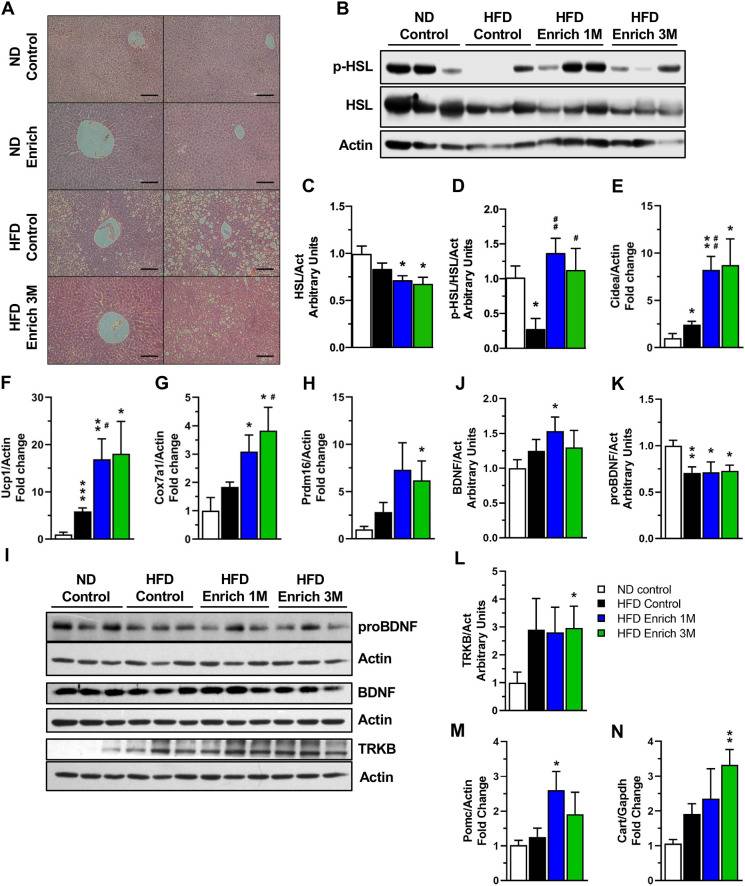 A
ND
Control
ND
Enrich
HFD
Control
HFD
Enrich 3M
B
ND
Control
HFD
Control
HFD
Enrich 1M
HFD
Enrich 3M
p-HSL
HSL
Actin
C
HSL/Act
Arbitrary Units
1.5
1.0
0.5
0.0
*
*
D
p-HSL/HSL/Act
Arbitrary Units
2.0
1.5
1.0
0.5
0.0
*
#
#
#
E
Cidea/Actin
Fold change
15
10
5
0
*
* #
* #
*
F
Ucp1/Actin
Fold change
30
20
10
0
*
*
*
*
* #
*
G
Cox7a1/Actin
Fold change
5
4
3
2
1
0
*
* #
H
Prdm16/Actin
Fold change
15
10
5
0
*
J
BDNF/Act
Arbitrary Units
2.0
1.5
1.0
0.5
0.0
*
K
proBDNF/Act
Arbitrary Units
1.5
1.0
0.5
0.0
*
*
*
*
I
ND
Control
HFD
Control
HFD
Enrich 1M
HFD
Enrich 3M
proBDNF
Actin
BDNF
Actin
TRKB
Actin
L
TRKB/Act
Arbitrary Units
5
4
3
2
1
0
*
ND control
HFD Control
HFD Enrich 1M
HFD Enrich 3M
M
Pomc/Actin
Fold Change
4
3
2
1
0
*
N
Cart/Gapdh
Fold Change
4
3
2
1
0
*
*